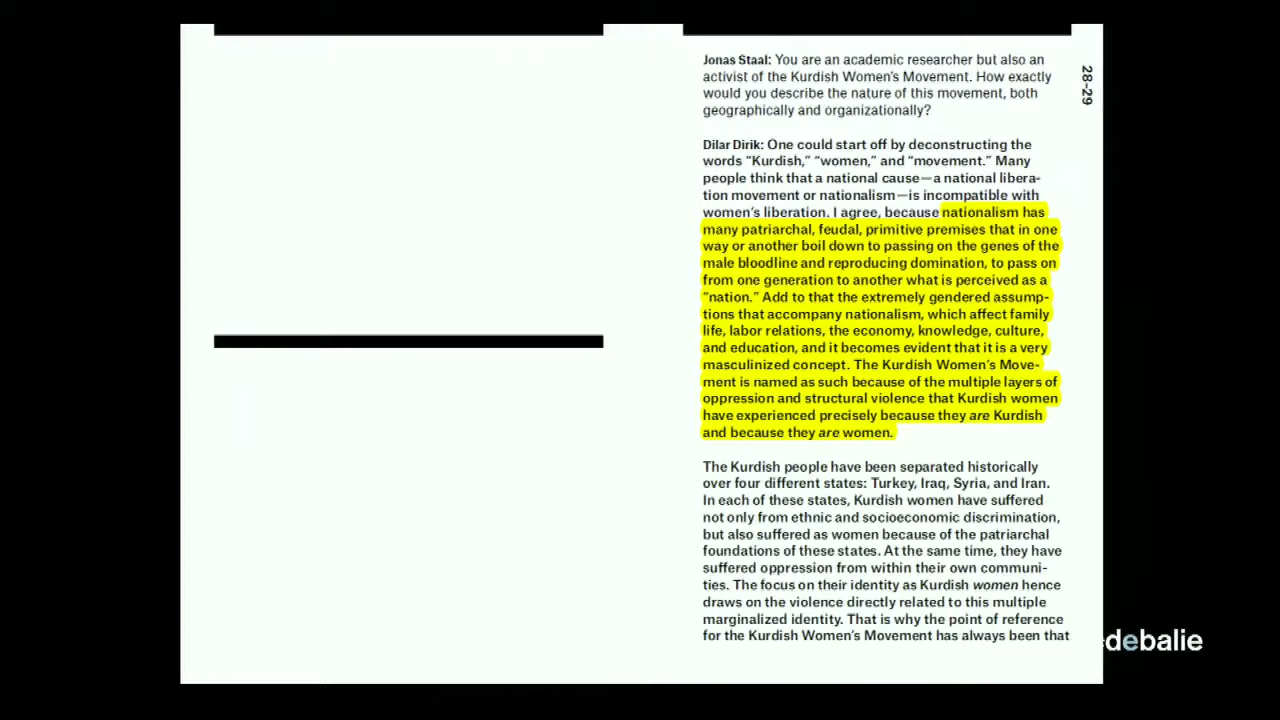 Jonas Staal: You are an academic researcher but also an
activist of the Kurdish Women's Movement. How exactly
would you describe the nature of this movement, both
geographically and organizationally?
28–29
Dilar Dirik: One could start off by deconstructing the
words “Kurdish,” “women,” and “movement.” Many
people think that a national cause—a national libera-
tion movement or nationalism—is incompatible with
women's liberation. I agree, because nationalism has
many patriarchal, feudal, primitive premises that in one
way or another boil down to passing on the genes of the
male bloodline and reproducing domination, to pass on
from one generation to another what is perceived as a
“nation.” Add to that the extremely gendered assump-
tions that accompany nationalism, which affect family
life, labor relations, the economy, knowledge, culture,
and education, and it becomes evident that it is a very
masculinized concept. The Kurdish Women's Move-
ment is named as such because of the multiple layers of
oppression and structural violence that Kurdish women
have experienced precisely because they are Kurdish
and because they are women.
The Kurdish people have been separated historically
over four different states: Turkey, Iraq, Syria, and Iran.
In each of these states, Kurdish women have suffered
not only from ethnic and socioeconomic discrimination,
but also suffered as women because of the patriarchal
foundations of these states. At the same time, they have
suffered oppression from within their own communi-
ties. The focus on their identity as Kurdish women hence
draws on the violence directly related to this multiple
marginalized identity. That is why the point of reference
for the Kurdish Women's Movement has always been that
debalie